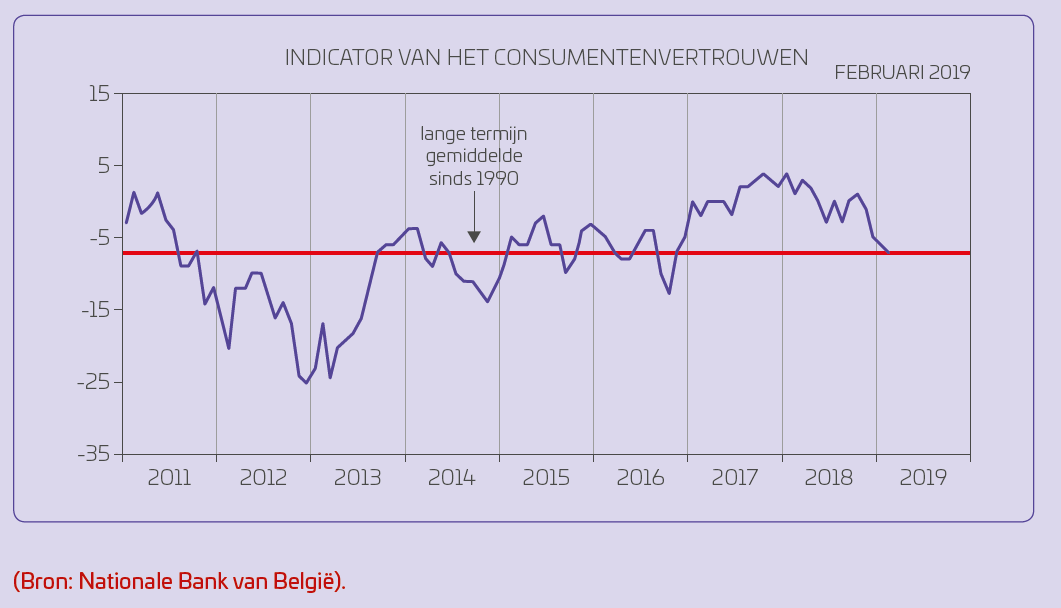 INDICATOR VAN HET CONSUMENTENVERTROUWEN
FEBRUARI 2019
15
5
-5
-15
-25
-35
lange termijn
gemiddelde
sinds 1990
2011 2012 2013 2014 2015 2016 2017 2018 2019
(Bron: Nationale Bank van België).